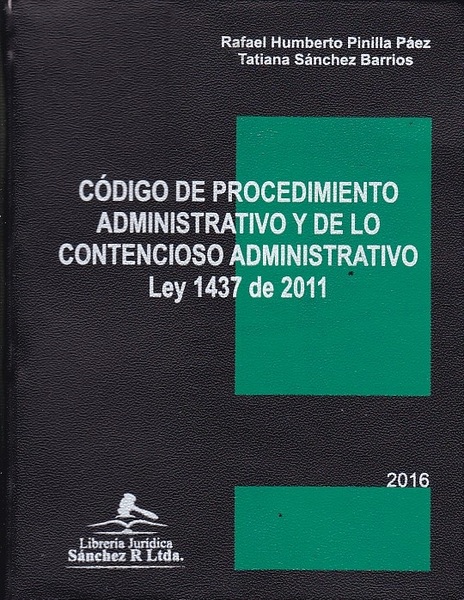 Rafael Humberto Pinilla Páez
Tatiana Sánchez Barrios
CÓDIGO DE PROCEDIMIENTO
ADMINISTRATIVO Y DE LO
CONTENCIOSO ADMINISTRATIVO
Ley 1437 de 2011
2016
Librería Jurídica
Sánchez R Ltda.